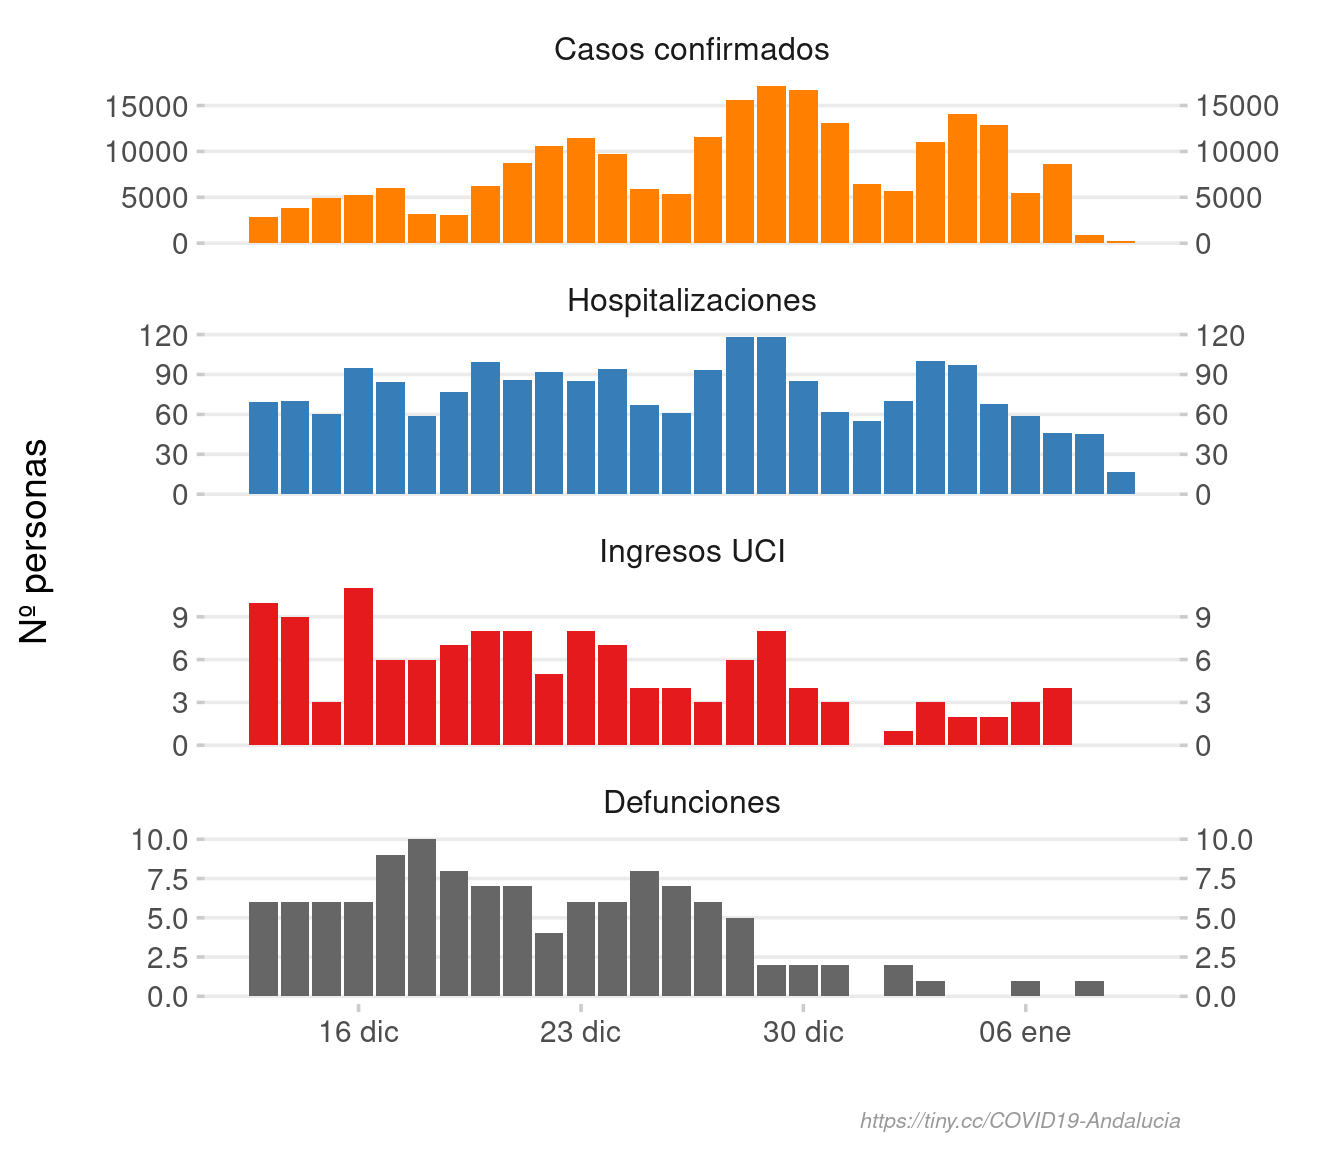 Casos confirmados
15000 15000
10000 10000
5000 5000
0 0
Hospitalizaciones
120 120
90 90
60 60
30 30
0 0
Nº personas
Ingresos UCI
9 9
6 6
3 3
0 0
Defunciones
10.0 10.0
7.5 7.5
5.0 5.0
2.5 2.5
0.0 0.0
16 dic 23 dic 30 dic 06 ene
https://tiny.cc/COVID19-Andalucia